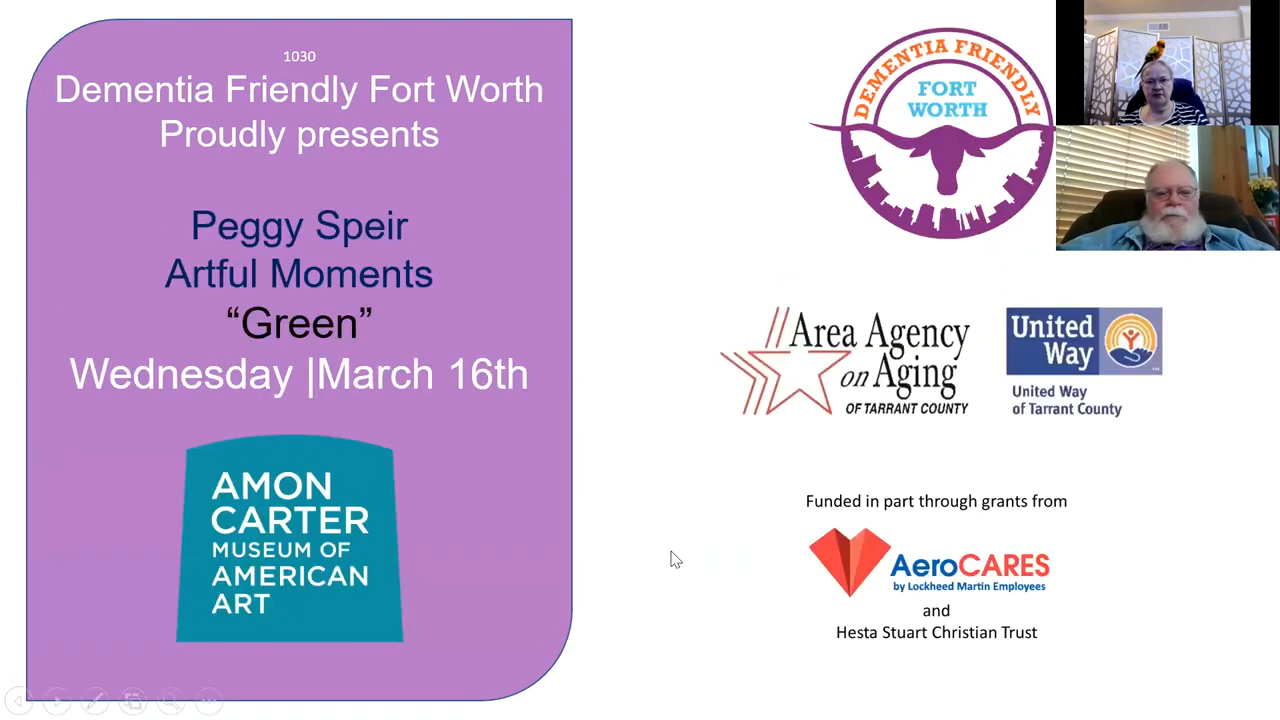 1030
Dementia Friendly Fort Worth
Proudly presents
Peggy Speir
Artful Moments
“Green”
Wednesday |March 16th
AMON
CARTER
MUSEUM OF
AMERICAN
ART
DEMENTIA FRIENDLY
FORT
WORTH
Area Agency
on Aging
OF TARRANT COUNTY
United
Way
United Way
of Tarrant County
Funded in part through grants from
AeroCARES
by Lockheed Martin Employees
and
Hesta Stuart Christian Trust